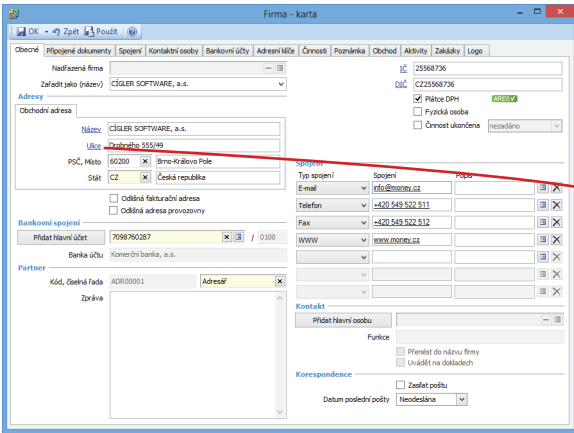 Firma - karta
OK Zpět Použít
Obecné Připojené dokumenty Spojení Kontaktní osoby Bankovní účty Adresní klíče Činnosti Poznámka Obchod Aktivity Zakázky Logo
Nadřazená firma
Zařadit jako (název) CÍGLER SOFTWARE, a.s.
IČ 25568736
DIČ CZ25568736
Plátce DPH ARES
Fyzická osoba
Činnost ukončena nezadáno
Adresy
Obchodní adresa
Název CÍGLER SOFTWARE, a.s.
Ulice Drobného 555/49
PSČ, Místo 60200 Brno-Královo Pole
Stát CZ Česká republika
Odlišná fakturační adresa
Odlišná adresa provozovny
Bankovní spojení
Přidat hlavní účet 7098760287 / 0100
Banka účtu Komerční banka, a.s.
Partner
Kód, číselná řada ADR00001 Adresář
Zpráva
Spojení
Typ spojení Spojení Popis
E-mail info@money.cz
Telefon +420 549 522 511
Fax +420 549 522 512
WWW www.money.cz
Kontakt
Přidat hlavní osobu
Funkce
Přenést do názvu firmy
Uvádět na dokladech
Korespondence
Zasílat poštu
Datum poslední pošty Neodeslána